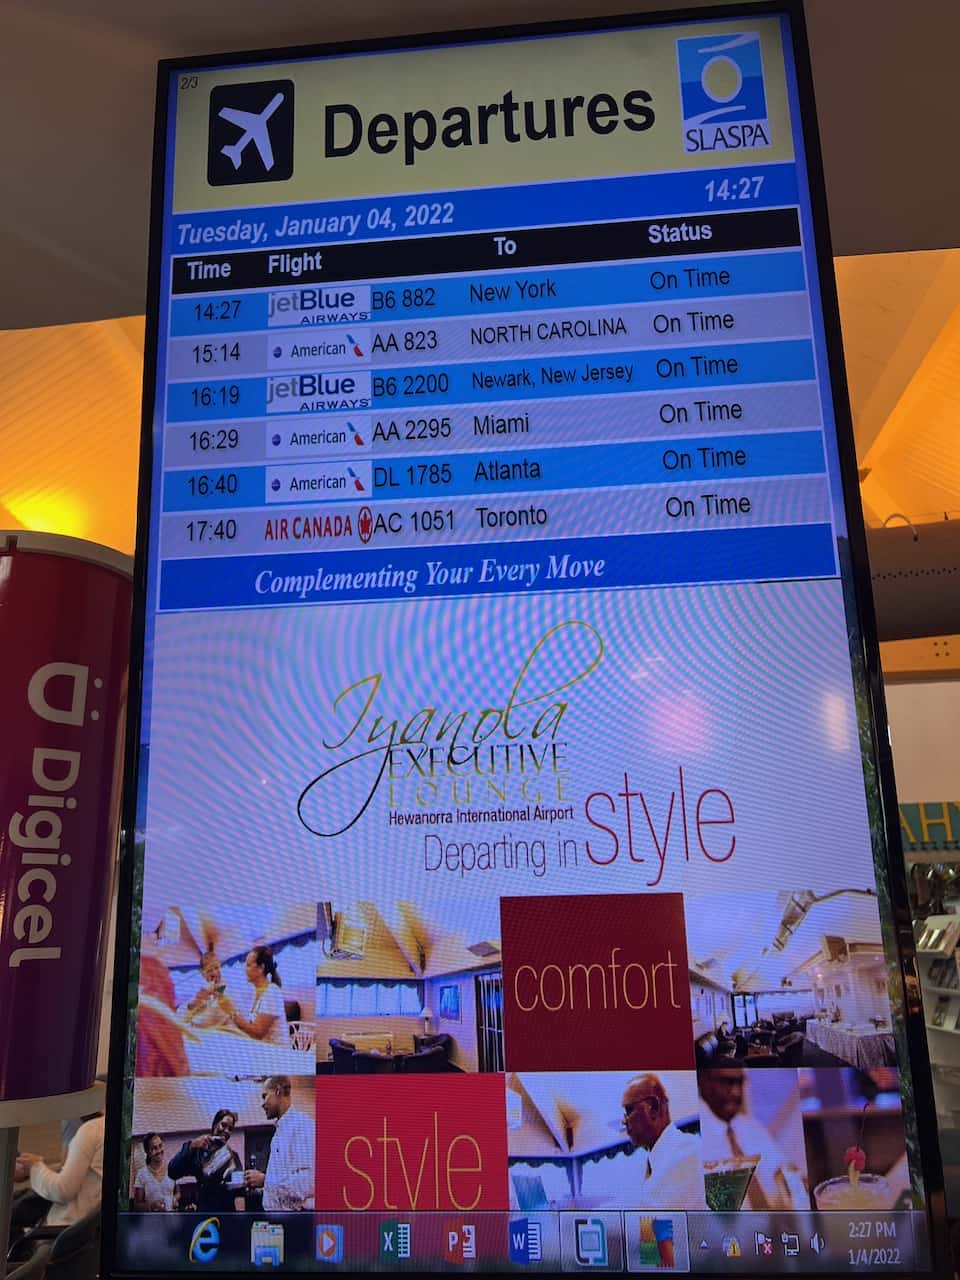 2/3
Departures
SLASPA
Tuesday, January 04, 2022 14:27
Time Flight To Status
14:27 jetBlue AIRWAYS B6 882 New York On Time
15:14 American AA 823 NORTH CAROLINA On Time
16:19 jetBlue AIRWAYS B6 2200 Newark, New Jersey On Time
16:29 American AA 2295 Miami On Time
16:40 American DL 1785 Atlanta On Time
17:40 AIR CANADA AC 1051 Toronto On Time
Complementing Your Every Move
Iyanola
EXECUTIVE
LOUNGE
Hewanorra International Airport
Departing in style
comfort
style
Digicel
2:27 PM
1/4/2022